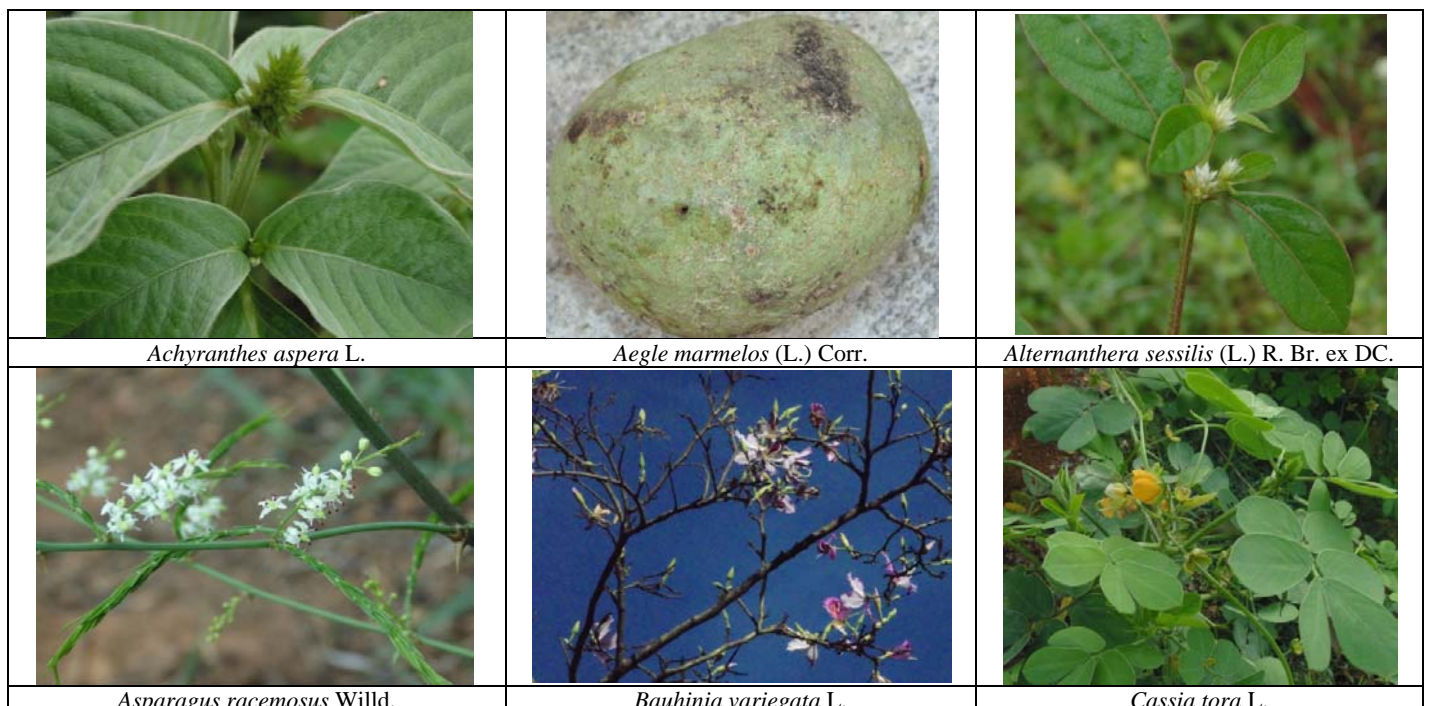 Achyranthes aspera L.
Aegle marmelos (L.) Corr.
Alternanthera sessilis (L.) R. Br. ex DC.
Asparagus racemosus Willd.
Bauhinia variegata L.
Cassia tora L.